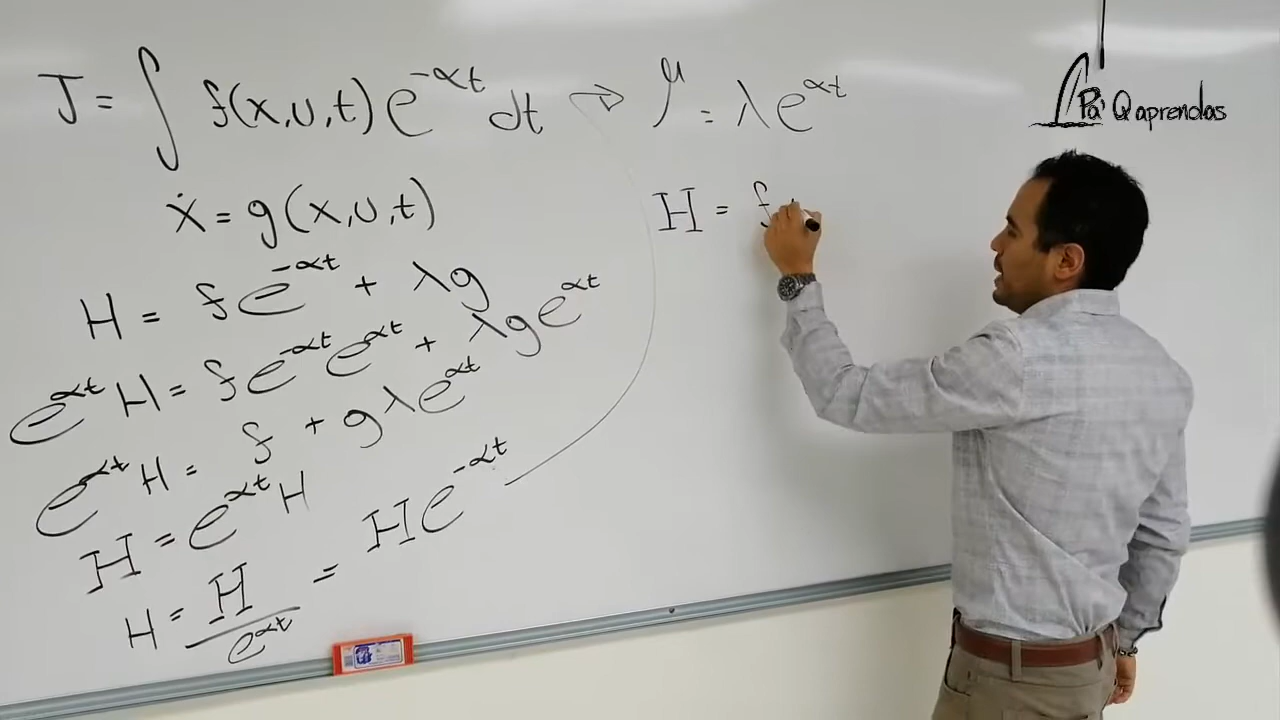 J = ∫ f(x,u,t) e^{-αt} dt ⇒ μ = λe^{αt}
ẋ = g(x,u,t)
H = fe^{-αt} + λg
e^{αt} H = fe^{-αt} e^{αt} + λge^{αt}
e^{αt} H = f + gλe^{αt}
ℍ = e^{αt} H
H = ℍ / e^{αt} = ℍe^{-αt}
ℍ = f
Pa' Q aprendas